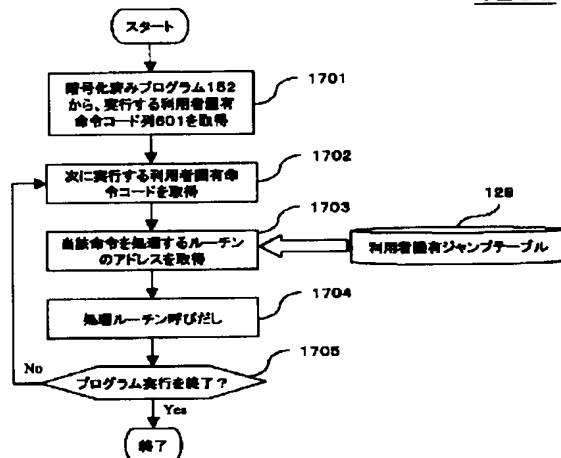 スタート
暗号化済みプログラム152
から、実行する利用者固有
命令コード列601を取得
1701
次に実行する利用者固有命
令コードを取得
1702
当該命令を処理するルーチン
のアドレスを取得
1703
129
利用者固有ジャンプテーブル
処理ルーチン呼びだし
1704
プログラム実行を終了？
1705
No
Yes
終了